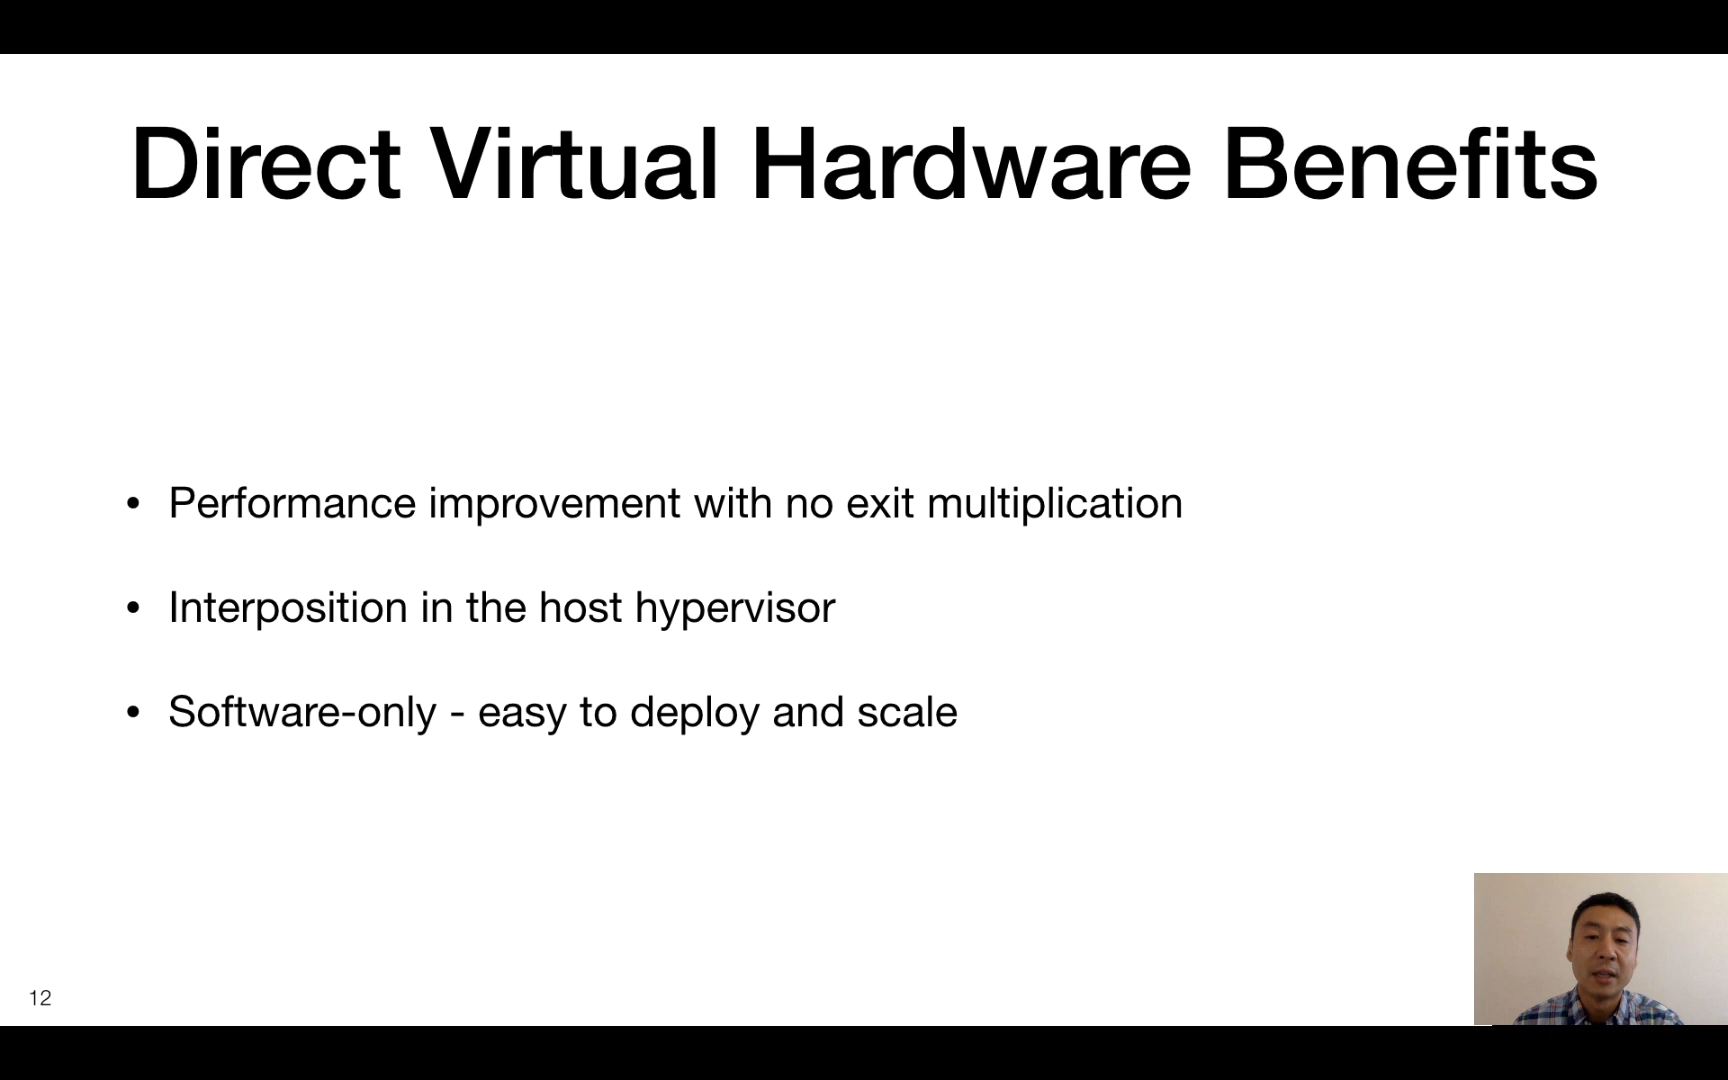 Direct Virtual Hardware Benefits
• Performance improvement with no exit multiplication
• Interposition in the host hypervisor
• Software-only - easy to deploy and scale
12